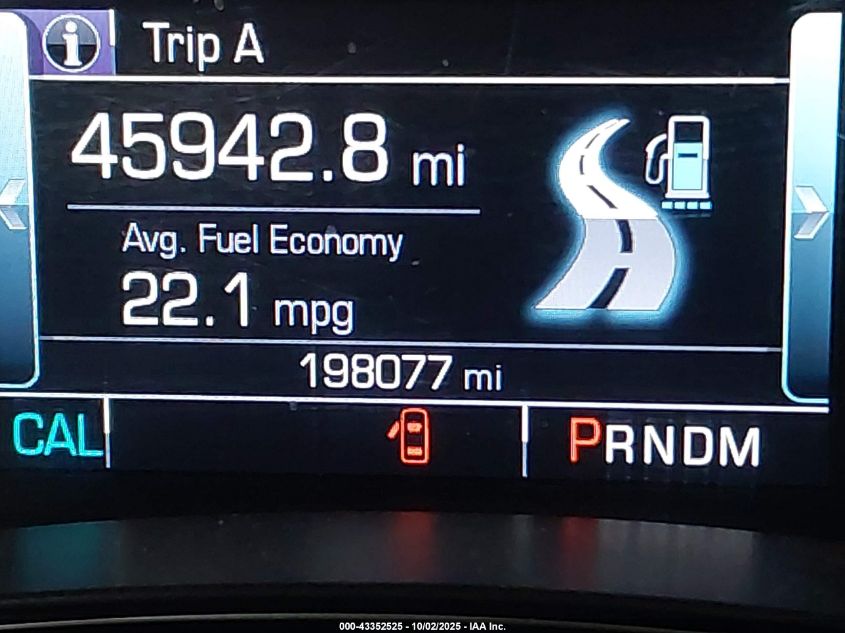 Trip A
45942.8 mi
Avg. Fuel Economy
22.1 mpg
198077 mi
CAL PRNDM
000-43352525 - 10/02/2025 - IAA Inc.